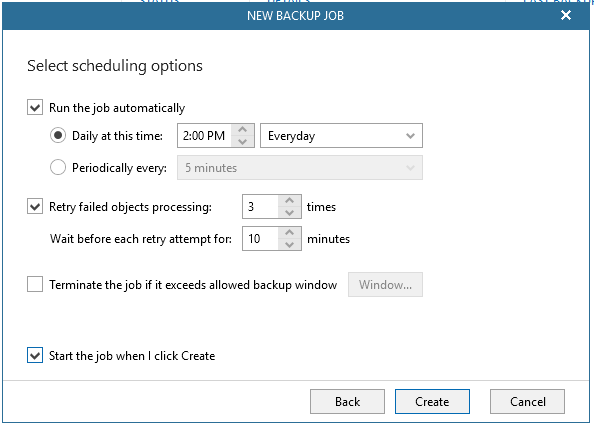 NEW BACKUP JOB
Select scheduling options
Run the job automatically
Daily at this time: 2:00 PM Everyday
Periodically every: 5 minutes
Retry failed objects processing: 3 times
Wait before each retry attempt for: 10 minutes
Terminate the job if it exceeds allowed backup window Window...
Start the job when I click Create
Back Create Cancel